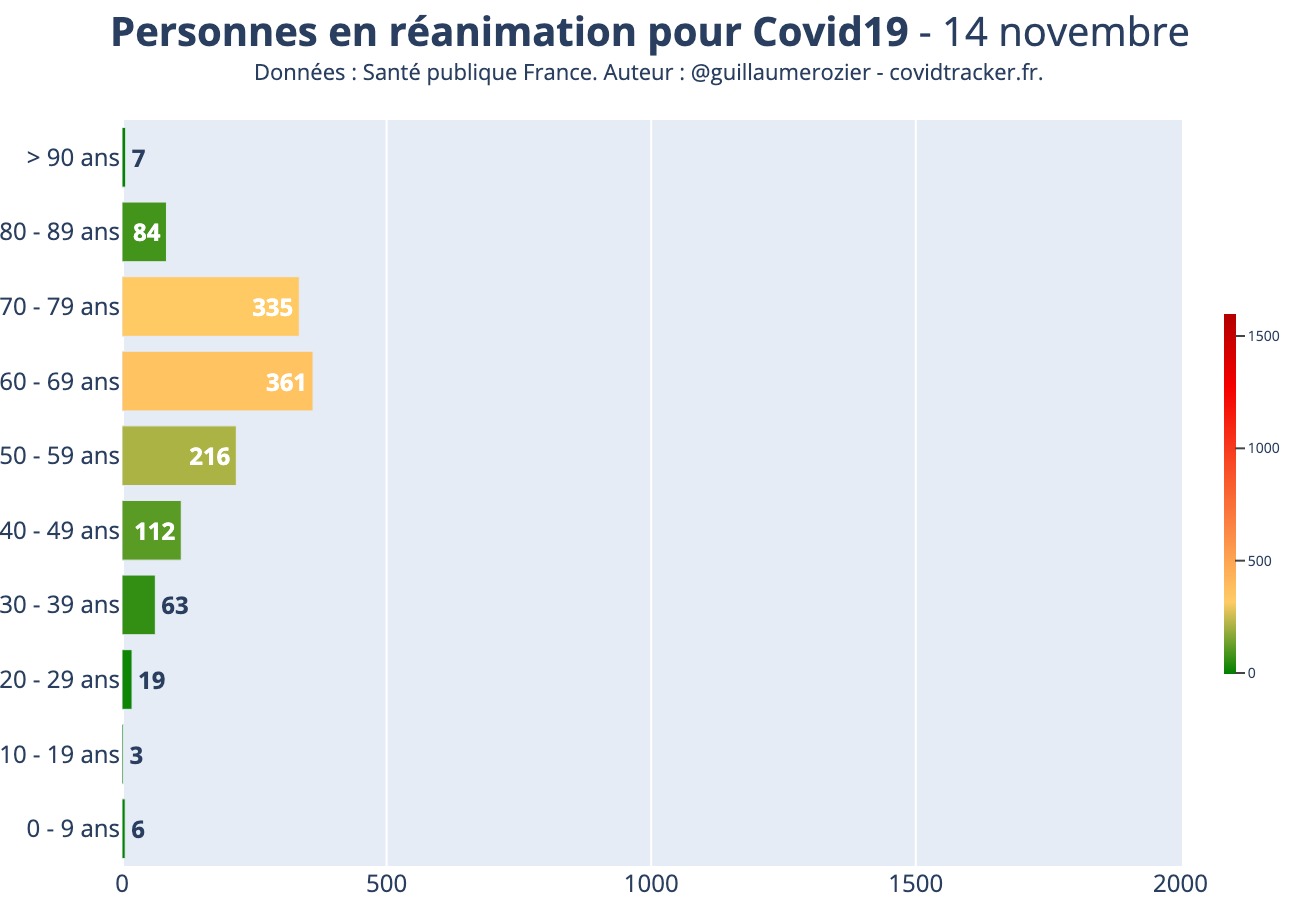 Personnes en réanimation pour Covid19 - 14 novembre
Données : Santé publique France. Auteur : @guillaumerozier - covidtracker.fr.
> 90 ans 7
80 - 89 ans 84
70 - 79 ans 335
60 - 69 ans 361
50 - 59 ans 216
40 - 49 ans 112
30 - 39 ans 63
20 - 29 ans 19
10 - 19 ans 3
0 - 9 ans 6
0 500 1000 1500 2000
1500
1000
500
0